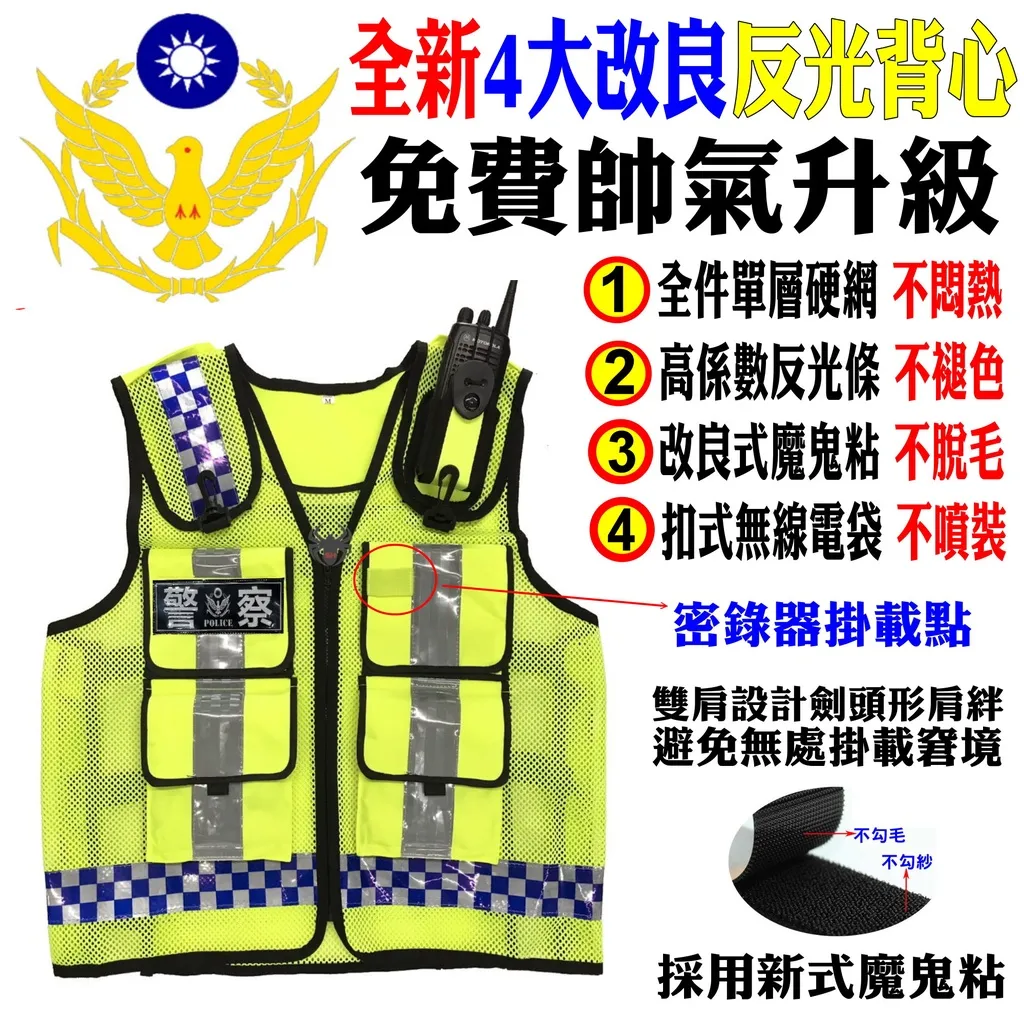 全新4大改良反光背心
免費帥氣升級
1 全件單層硬網 不悶熱
2 高係數反光條 不褪色
3 改良式魔鬼粘 不脫毛
4 扣式無線電袋 不噴裝
MOTOROLA
M
警 察
POLICE
密錄器掛載點
雙肩設計劍頭形肩絆
避免無處掛載窘境
不勾毛
不勾紗
採用新式魔鬼粘